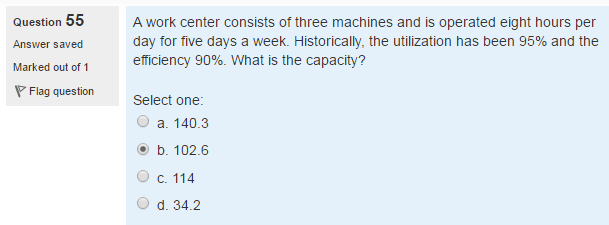 Question 55
Answer saved
Marked out of 1
Flag question
A work center consists of three machines and is operated eight hours per
day for five days a week. Historically, the utilization has been 95% and the
efficiency 90%. What is the capacity?
Select one:
a. 140.3
b. 102.6
c. 114
d. 34.2